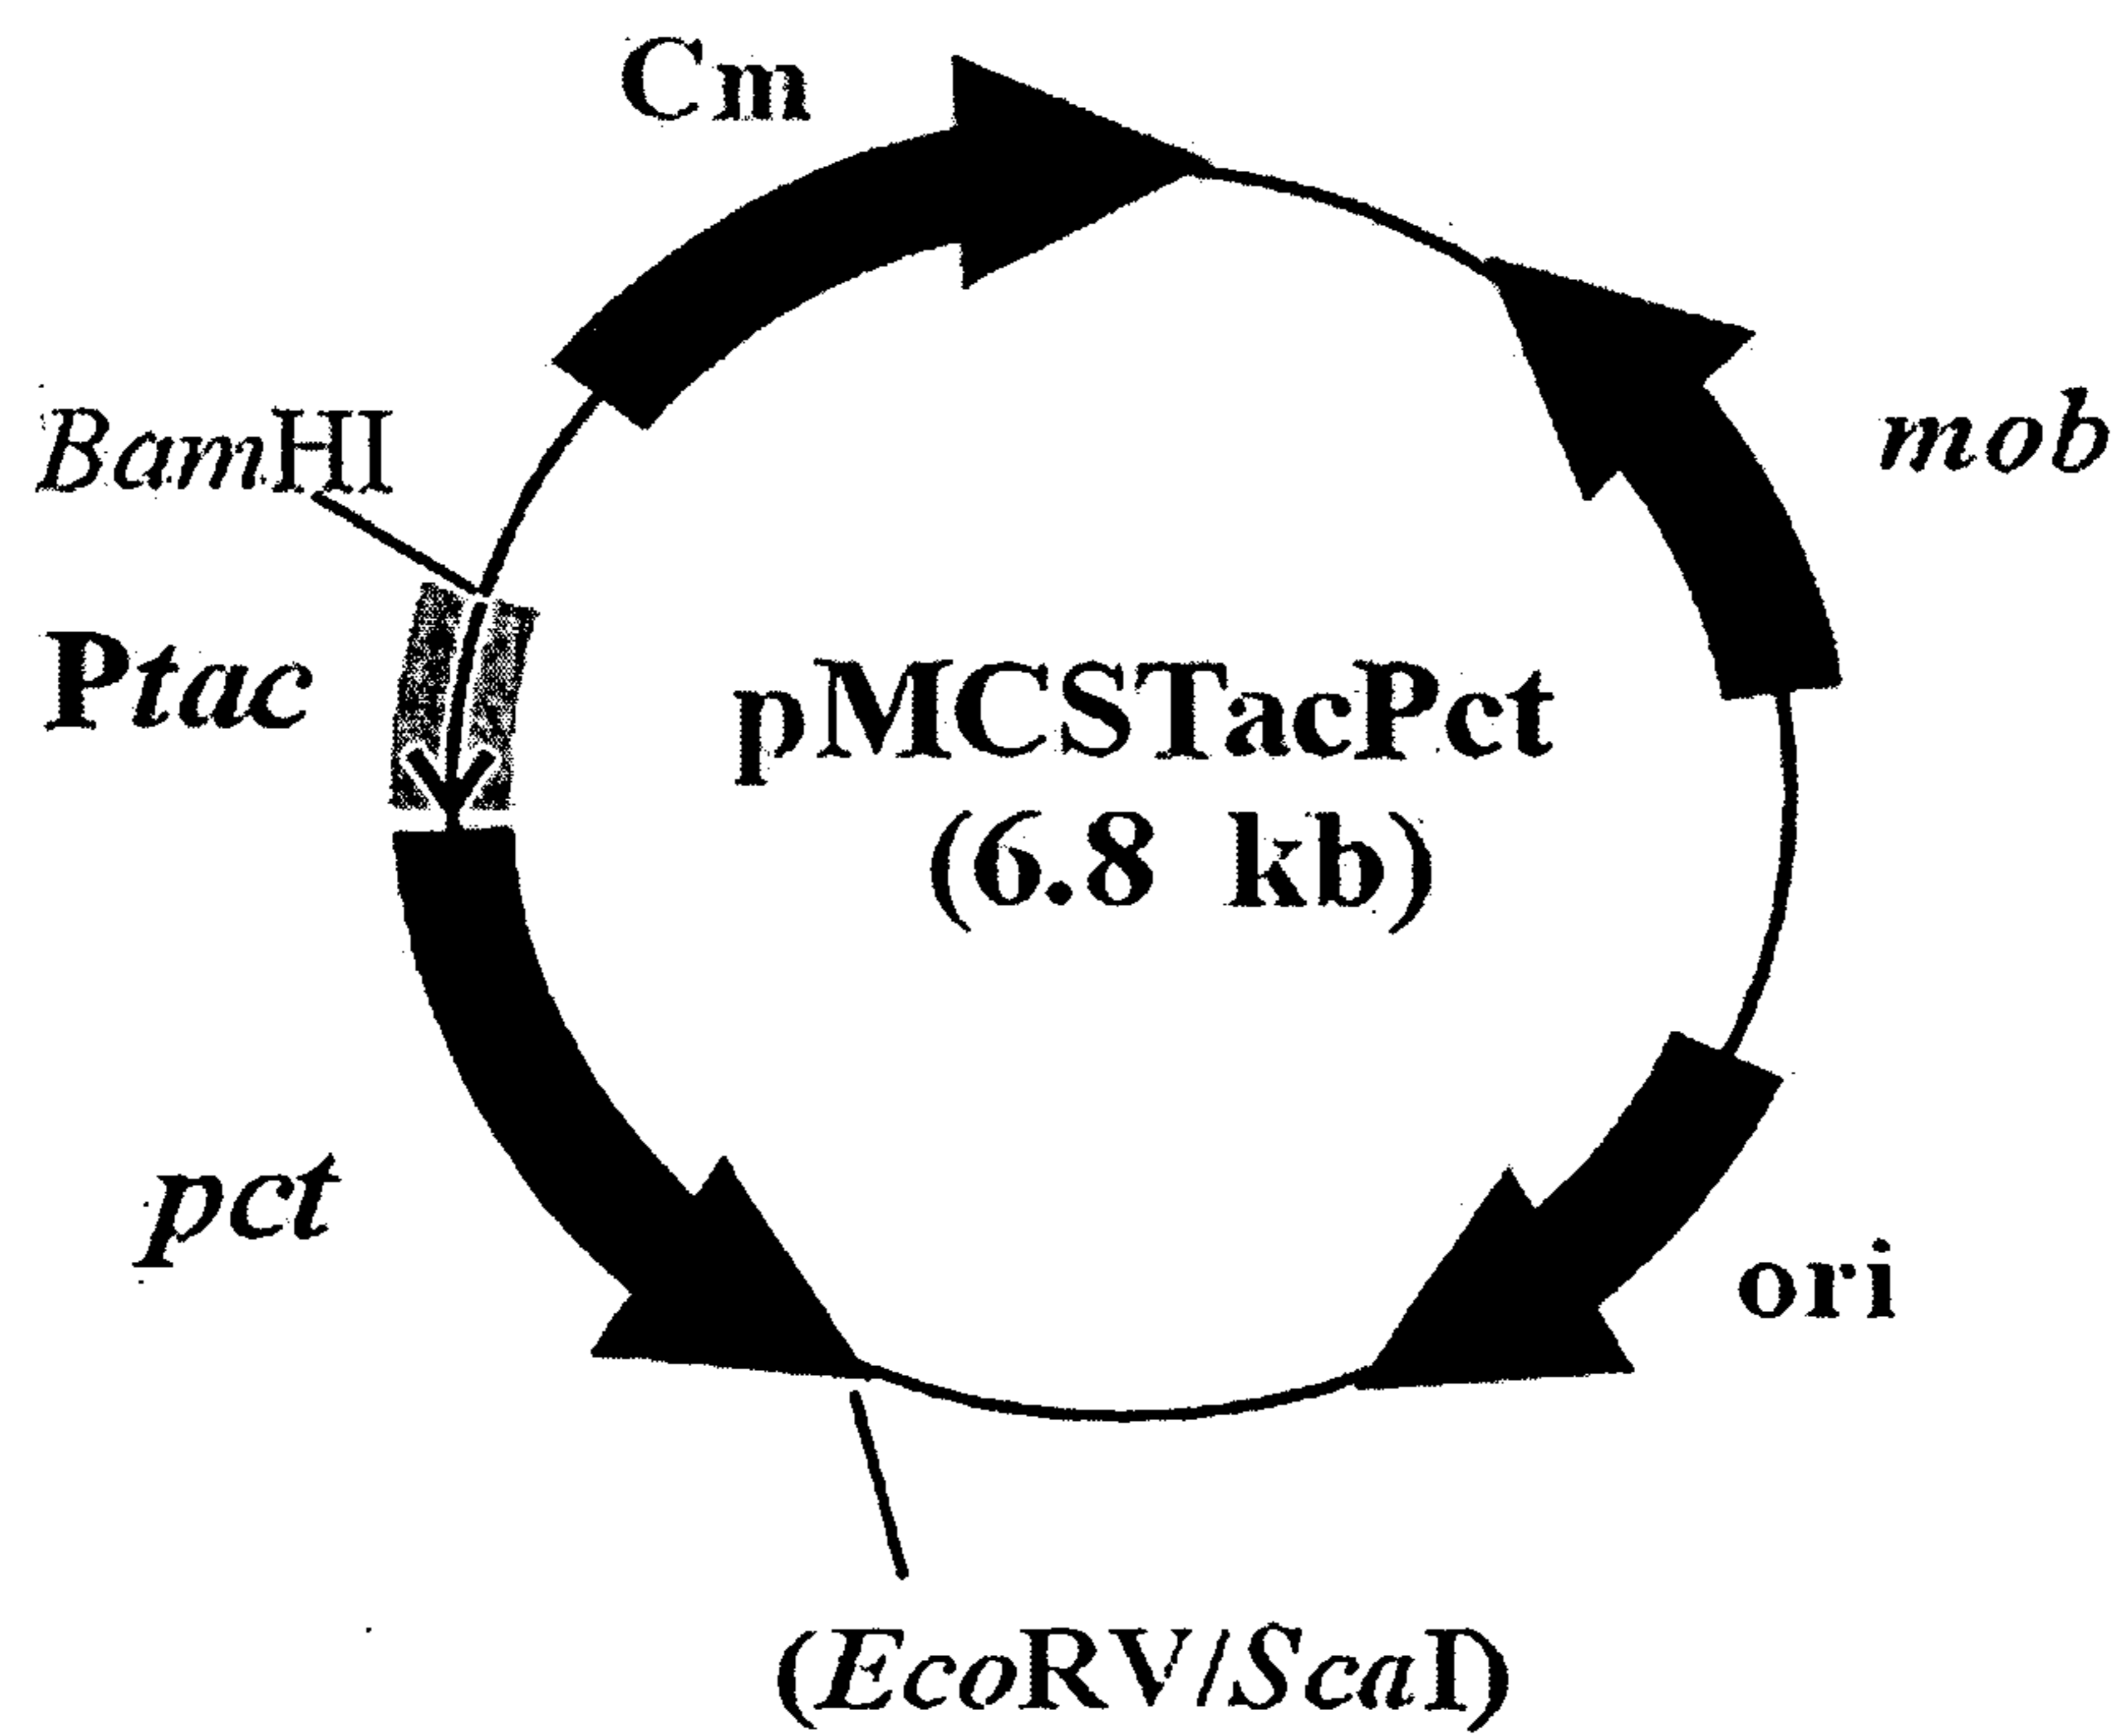 Cm
BamHI
mob
Ptac
pMCSTacPct
(6.8 kb)
pct
ori
(EcoRV/ScaI)